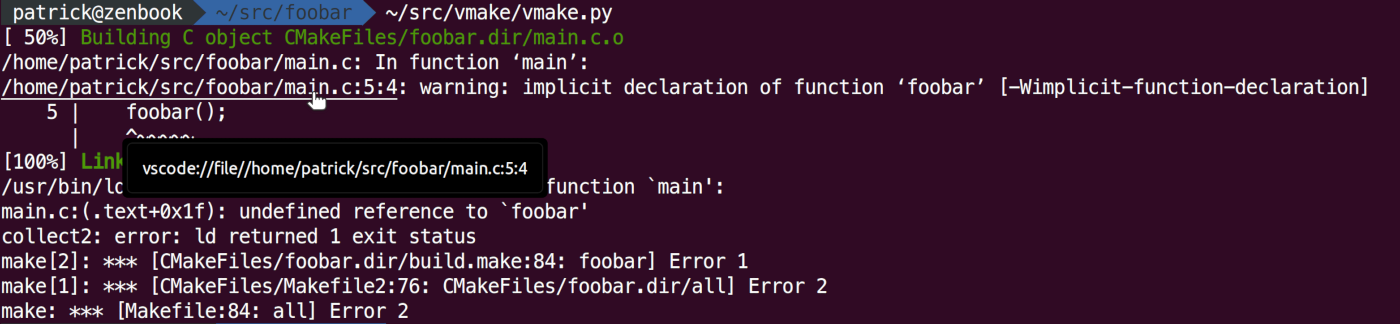 patrick@zenbook ~/src/foobar ~/src/vmake/vmake.py
[ 50%] Building C object CMakeFiles/foobar.dir/main.c.o
/home/patrick/src/foobar/main.c: In function ‘main’:
/home/patrick/src/foobar/main.c:5:4: warning: implicit declaration of function ‘foobar’ [-Wimplicit-function-declaration]
5 | foobar();
| ^~~~~~
[100%] Link
vscode://file//home/patrick/src/foobar/main.c:5:4
/usr/bin/ld function `main':
main.c:(.text+0x1f): undefined reference to `foobar'
collect2: error: ld returned 1 exit status
make[2]: *** [CMakeFiles/foobar.dir/build.make:84: foobar] Error 1
make[1]: *** [CMakeFiles/Makefile2:76: CMakeFiles/foobar.dir/all] Error 2
make: *** [Makefile:84: all] Error 2